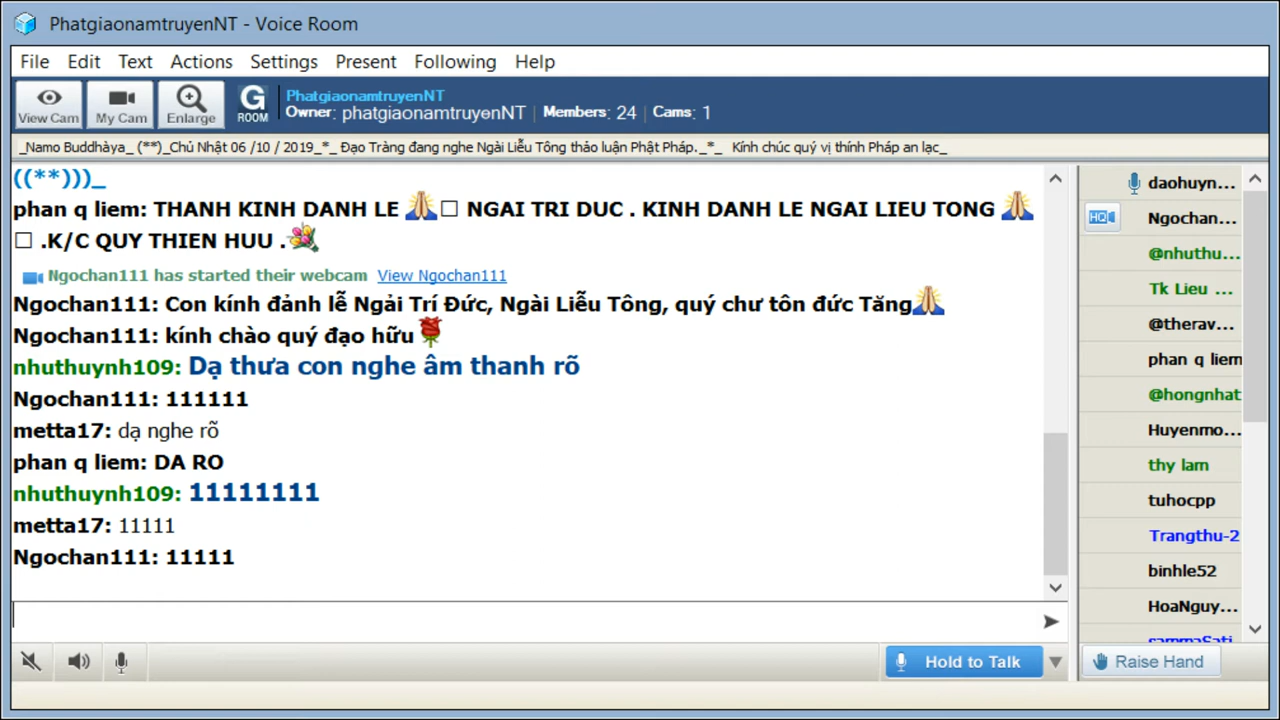 PhatgiaonamtruyenNT - Voice Room
File Edit Text Actions Settings Present Following Help
View Cam My Cam Enlarge G ROOM
PhatgiaonamtruyenNT
Owner: phatgiaonamtruyenNT | Members: 24 | Cams: 1
_Namo Buddhàya_ (**)_Chủ Nhật 06 /10 / 2019_*_ Đạo Tràng đang nghe Ngài Liễu Tông thảo luận Phật Pháp._*_ Kính chúc quý vị thính Pháp an lạc_
((**)))_
phan q liem: THANH KINH DANH LE 🙏□ NGAI TRI DUC . KINH DANH LE NGAI LIEU TONG 🙏
□ .K/C QUY THIEN HUU .💐
Ngochan111 has started their webcam View Ngochan111
Ngochan111: Con kính đảnh lễ Ngải Trí Đức, Ngài Liễu Tông, quý chư tôn đức Tăng🙏
Ngochan111: kính chào quý đạo hữu🌹
nhuthuynh109: Dạ thưa con nghe âm thanh rõ
Ngochan111: 111111
metta17: dạ nghe rõ
phan q liem: DA RO
nhuthuynh109: 11111111
metta17: 11111
Ngochan111: 11111
Hold to Talk
daohuyn...
HQ Ngochan...
@nhuthu...
Tk Lieu ...
@therav...
phan q liem
@hongnhat
Huyenmo...
thy lam
tuhocpp
Trangthu-2
binhle52
HoaNguy...
sammaSati
Raise Hand